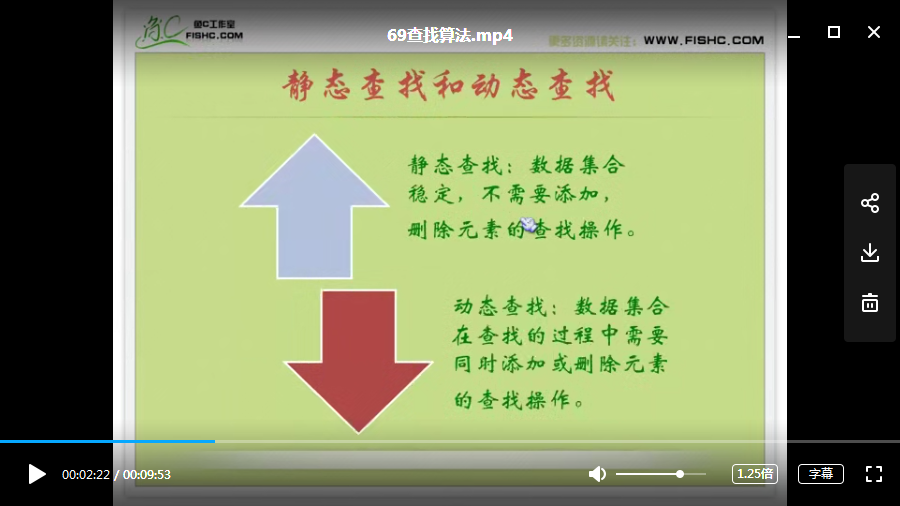 鱼C工作室
FISHC.COM
69查找算法.mp4
更多资源请关注：WWW.FISHC.COM
静态查找和动态查找
静态查找：数据集合
稳定，不需要添加，
删除元素的查找操作。
动态查找：数据集合
在查找的过程中需要
同时添加或删除元素
的查找操作。
00:02:22 / 00:09:53
1.25倍
字幕